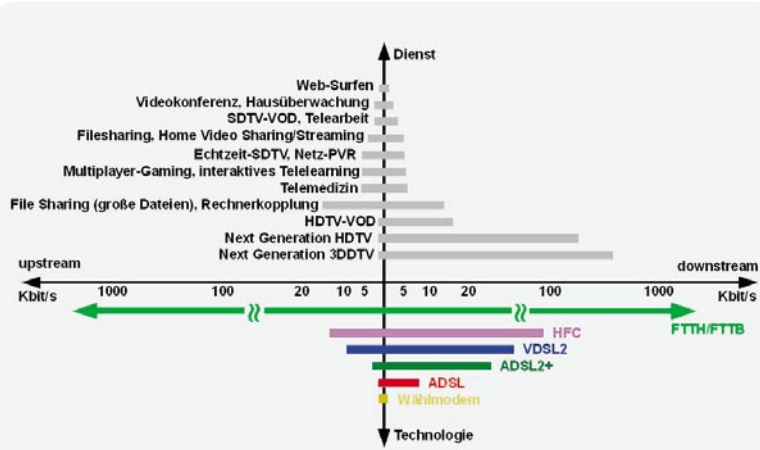 Dienst
Web-Surfen
Videokonferenz, Hausüberwachung
SDTV-VOD, Telearbeit
Filesharing, Home Video Sharing/Streaming
Echtzeit-SDTV, Netz-PVR
Multiplayer-Gaming, interaktives Telelearning
Telemedizin
File Sharing (große Dateien), Rechnerkopplung
HDTV-VOD
Next Generation HDTV
Next Generation 3DDTV
upstream downstream
Kbit/s 1000 100 20 10 5 5 10 20 100 1000 Kbit/s
FTTH/FTTB
HFC
VDSL2
ADSL2+
ADSL
Wählmodem
Technologie